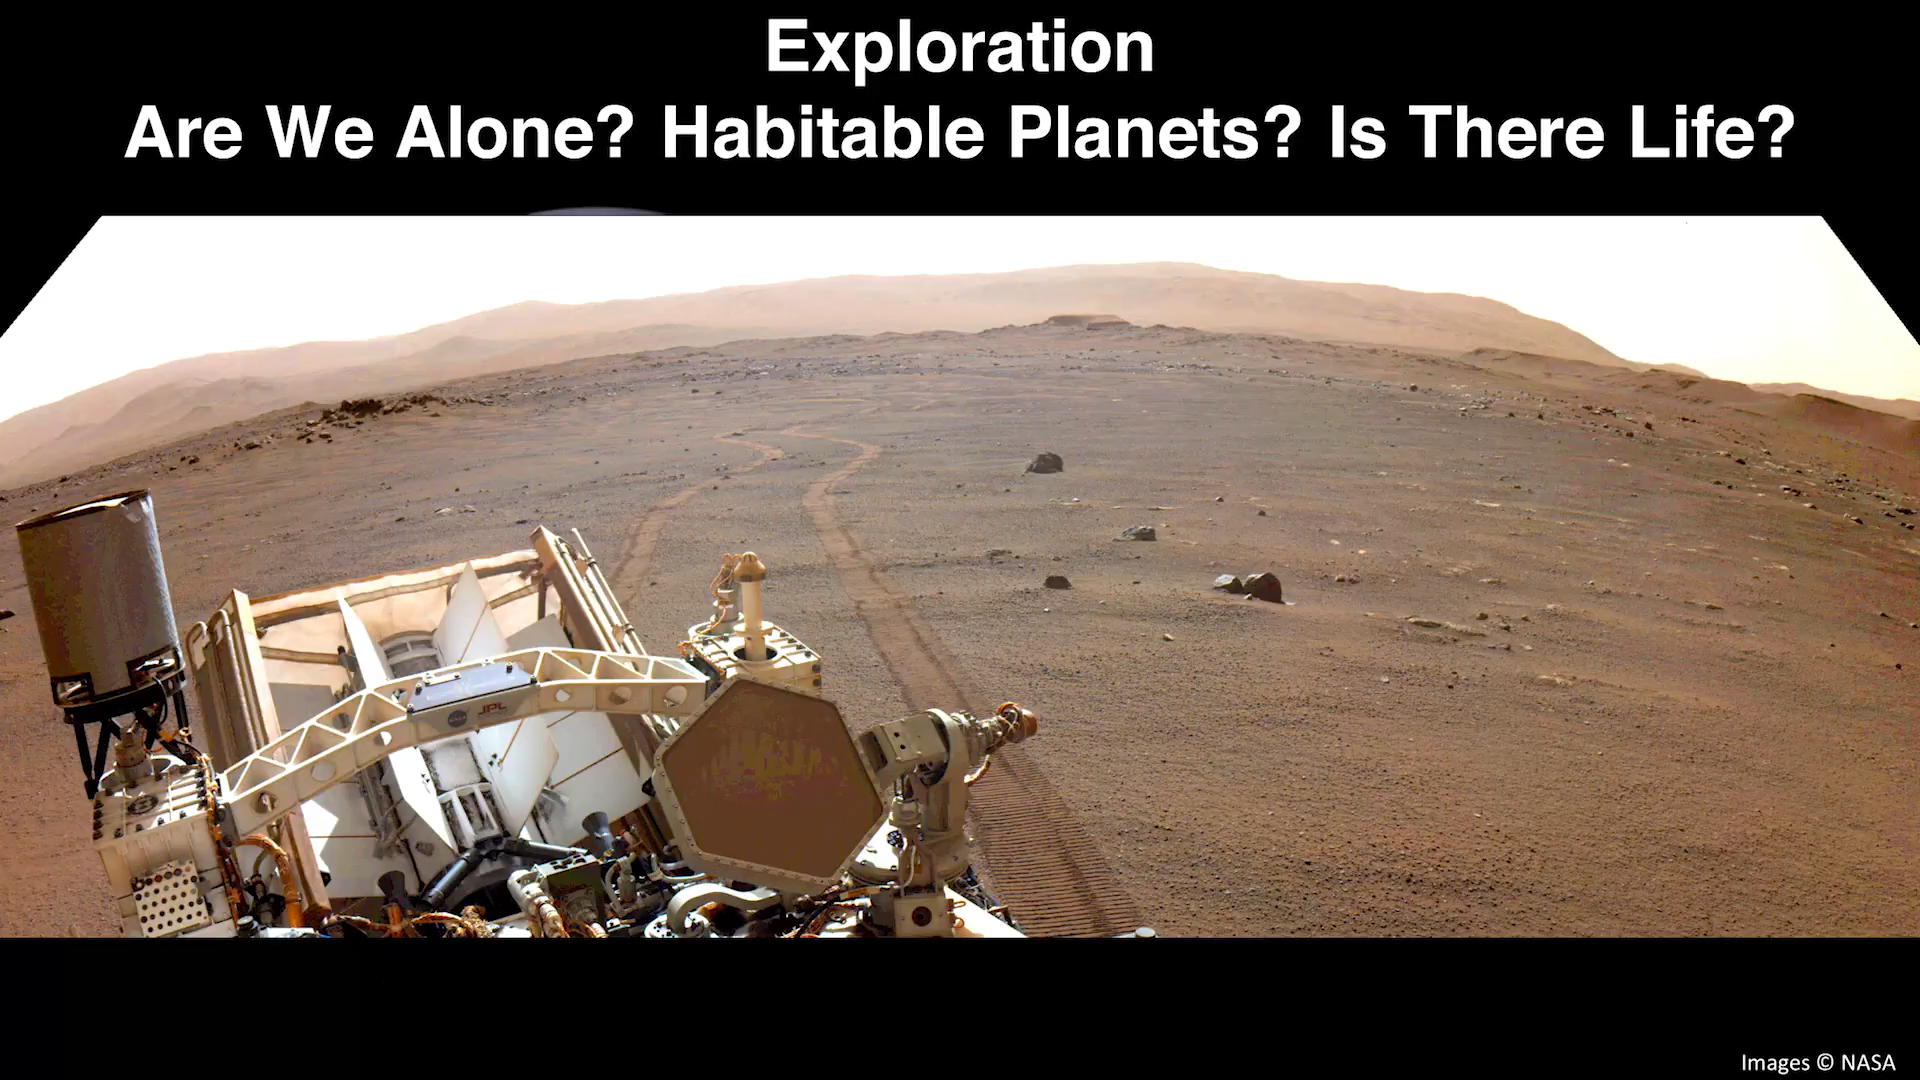 Exploration
Are We Alone? Habitable Planets? Is There Life?
NASA JPL
Images © NASA